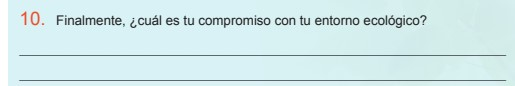 10. Finalmente, ¿cuál es tu compromiso con tu entorno ecológico?